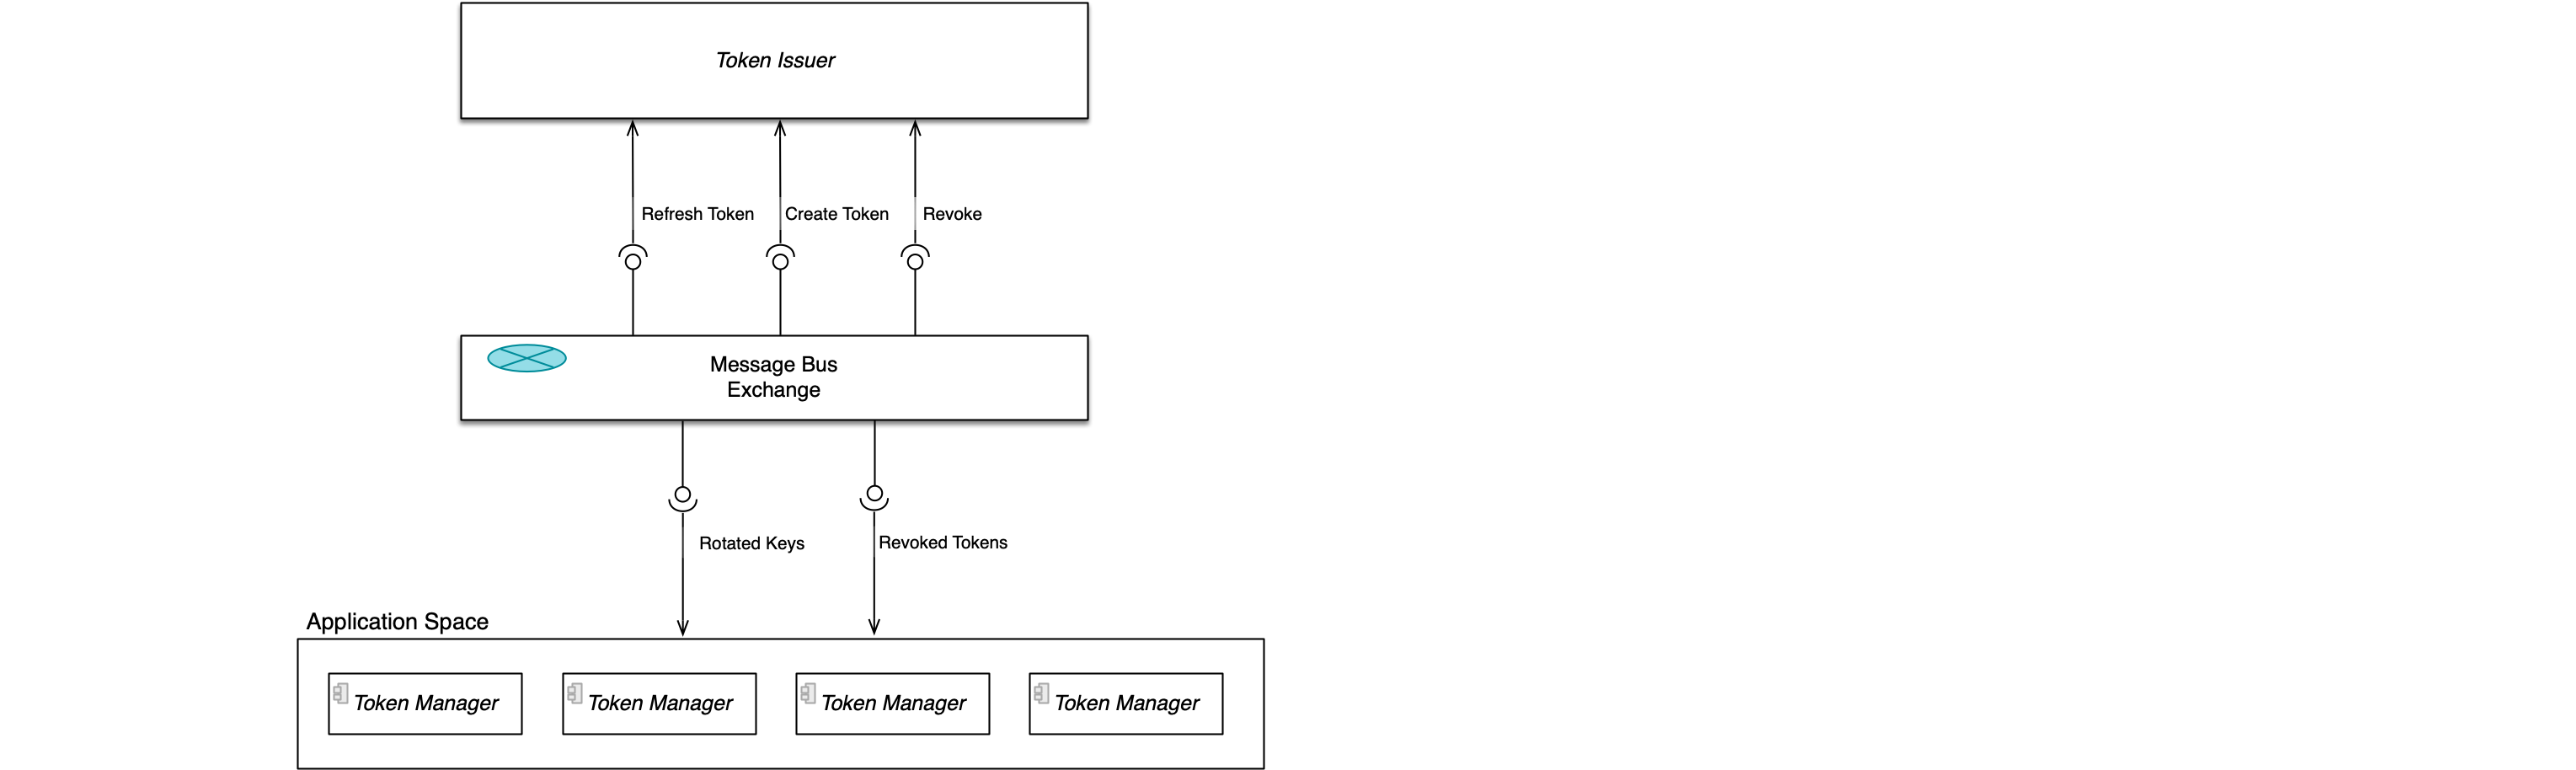 Token Issuer
Refresh Token
Create Token
Revoke
Message Bus
Exchange
Rotated Keys
Revoked Tokens
Application Space
Token Manager
Token Manager
Token Manager
Token Manager